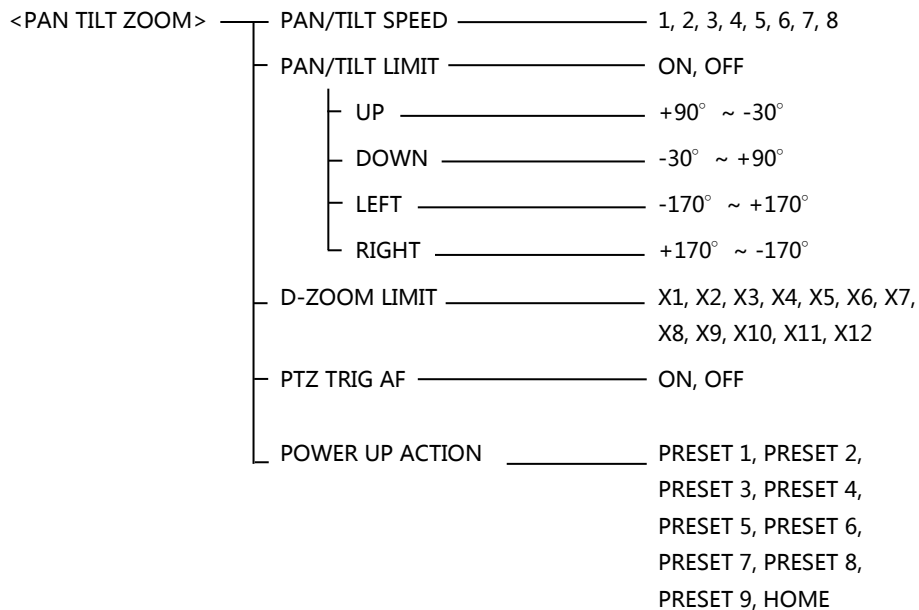 <PAN TILT ZOOM> PAN/TILT SPEED 1, 2, 3, 4, 5, 6, 7, 8
PAN/TILT LIMIT ON, OFF
UP +90° ~ -30°
DOWN -30° ~ +90°
LEFT -170° ~ +170°
RIGHT +170° ~ -170°
D-ZOOM LIMIT X1, X2, X3, X4, X5, X6, X7,
X8, X9, X10, X11, X12
PTZ TRIG AF ON, OFF
POWER UP ACTION PRESET 1, PRESET 2,
PRESET 3, PRESET 4,
PRESET 5, PRESET 6,
PRESET 7, PRESET 8,
PRESET 9, HOME